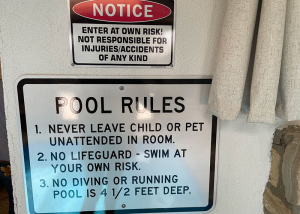 NOTICE
ENTER AT OWN RISK!
NOT RESPONSIBLE FOR
INJURIES/ACCIDENTS
OF ANY KIND
POOL RULES
1. NEVER LEAVE CHILD OR PET
UNATTENDED IN ROOM.
2. NO LIFEGUARD - SWIM AT
YOUR OWN RISK.
3. NO DIVING OR RUNNING
POOL IS 4 1/2 FEET DEEP.